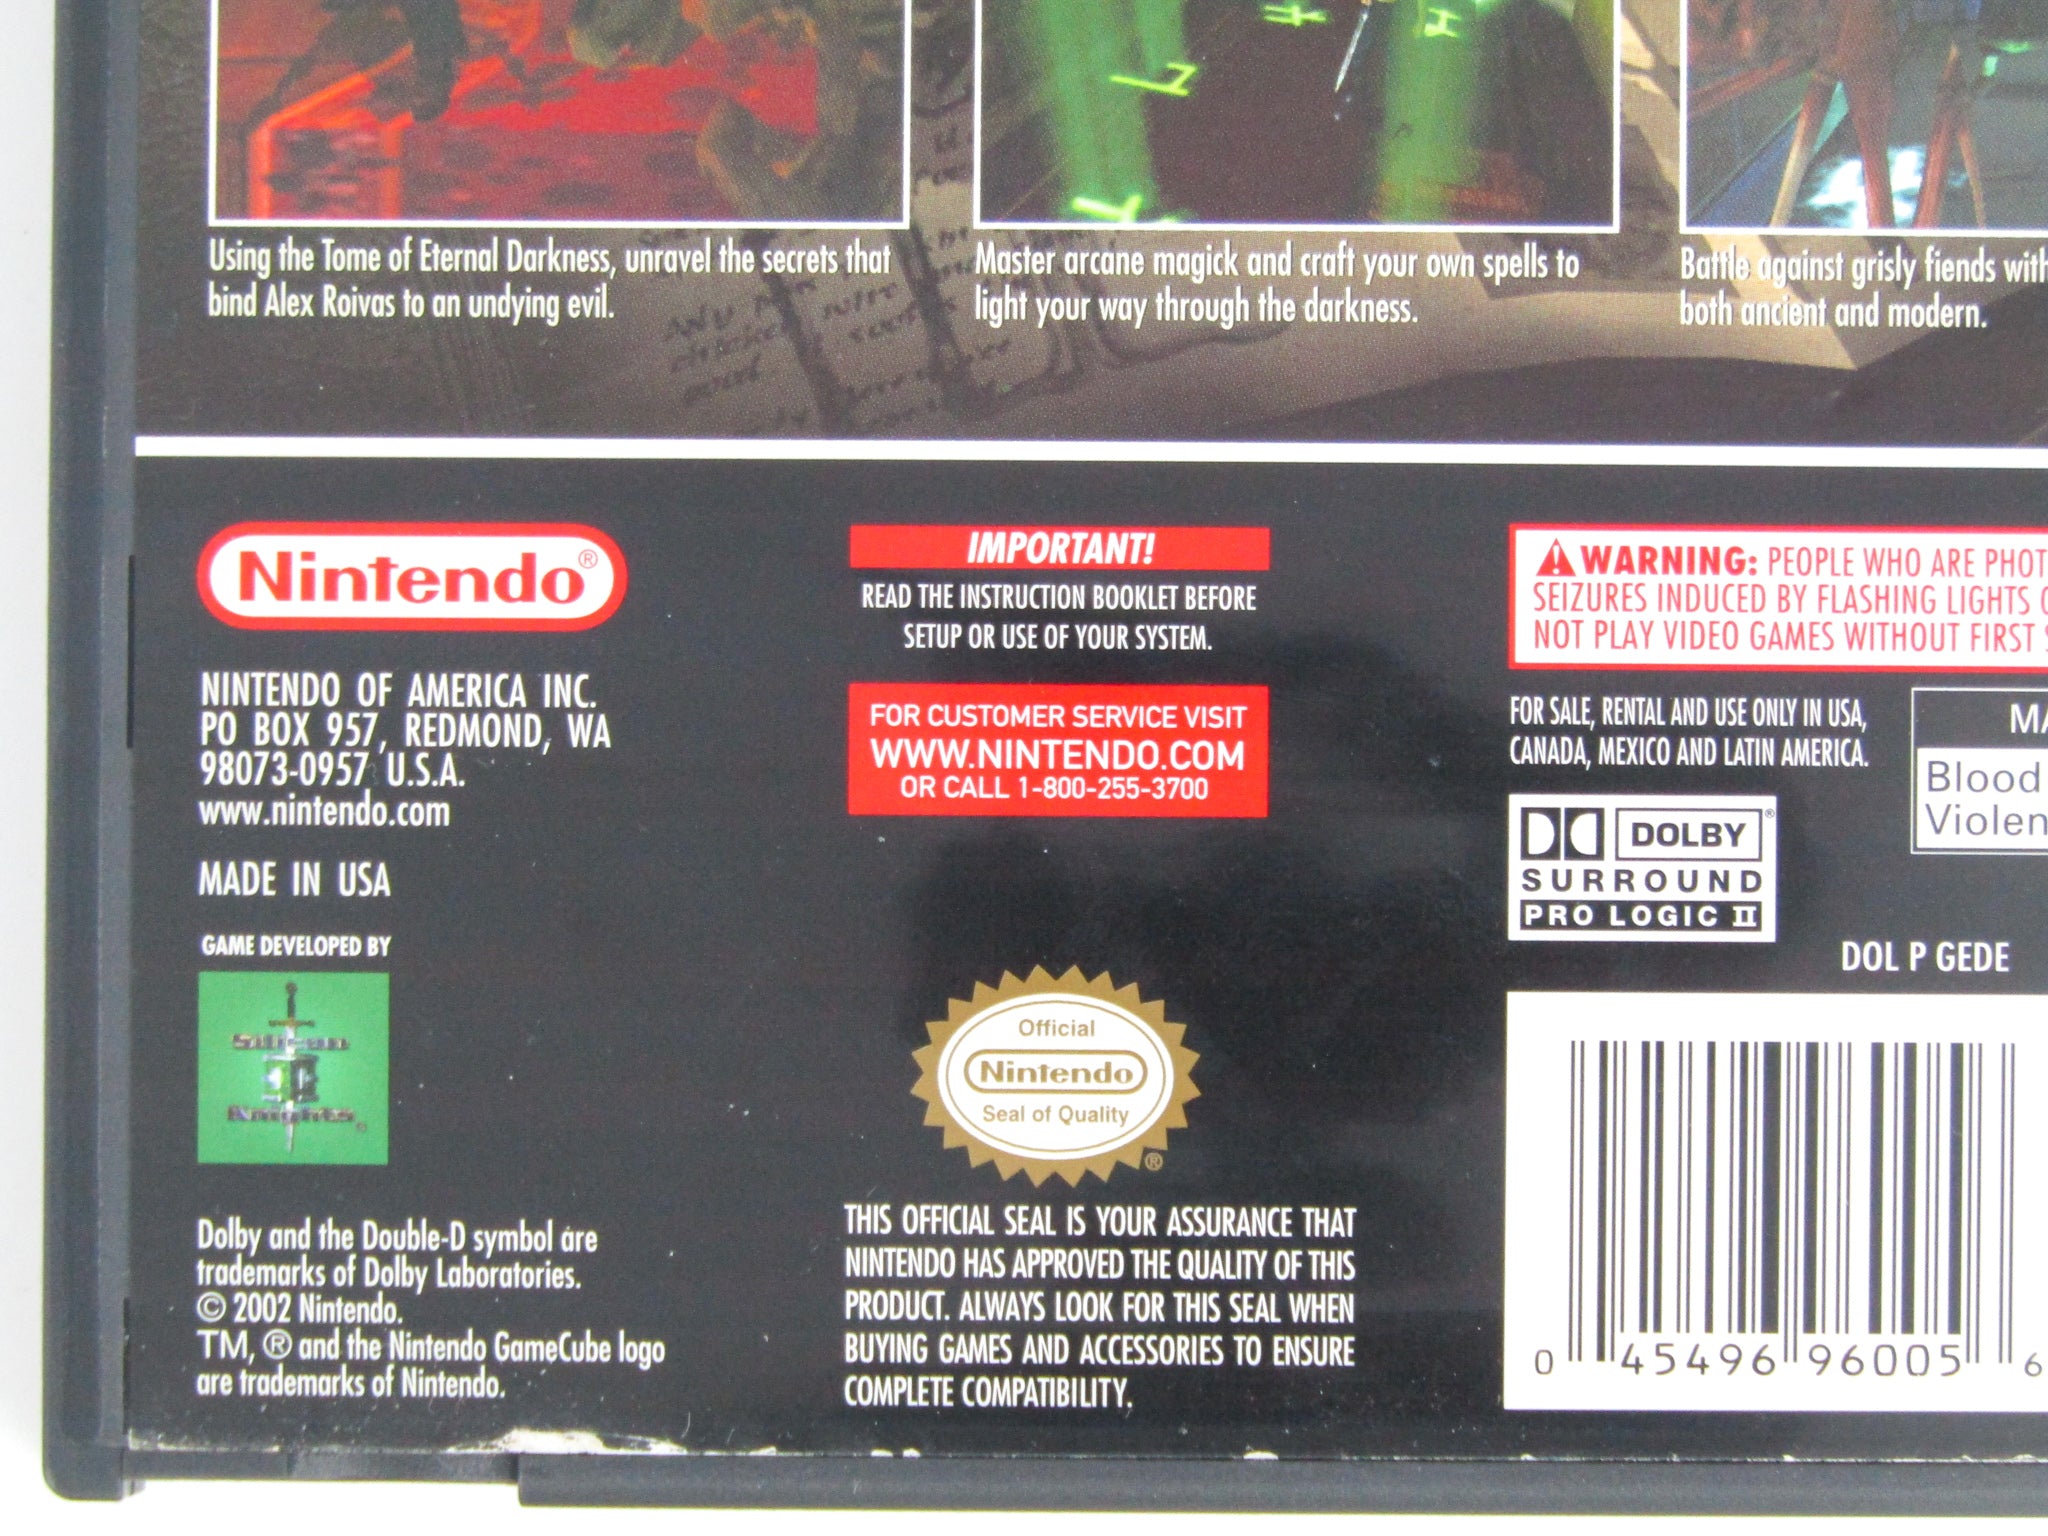 Using the Tome of Eternal Darkness, unravel the secrets that
bind Alex Roivas to an undying evil.
Master arcane magick and craft your own spells to
light your way through the darkness.
Battle against grisly fiends with
both ancient and modern.
Nintendo®
NINTENDO OF AMERICA INC.
PO BOX 957, REDMOND, WA
98073-0957 U.S.A.
www.nintendo.com
MADE IN USA
GAME DEVELOPED BY
Silicon
Knights
Dolby and the Double-D symbol are
trademarks of Dolby Laboratories.
© 2002 Nintendo.
TM, ® and the Nintendo GameCube logo
are trademarks of Nintendo.
IMPORTANT!
READ THE INSTRUCTION BOOKLET BEFORE
SETUP OR USE OF YOUR SYSTEM.
FOR CUSTOMER SERVICE VISIT
WWW.NINTENDO.COM
OR CALL 1-800-255-3700
Official
Nintendo
Seal of Quality
®
THIS OFFICIAL SEAL IS YOUR ASSURANCE THAT
NINTENDO HAS APPROVED THE QUALITY OF THIS
PRODUCT. ALWAYS LOOK FOR THIS SEAL WHEN
BUYING GAMES AND ACCESSORIES TO ENSURE
COMPLETE COMPATIBILITY.
WARNING: PEOPLE WHO ARE PHOT
SEIZURES INDUCED BY FLASHING LIGHTS
NOT PLAY VIDEO GAMES WITHOUT FIRST
FOR SALE, RENTAL AND USE ONLY IN USA,
CANADA, MEXICO AND LATIN AMERICA.
MA
Blood
Violen
DOLBY®
SURROUND
PRO LOGIC II
DOL P GEDE
0 45496 96005 6